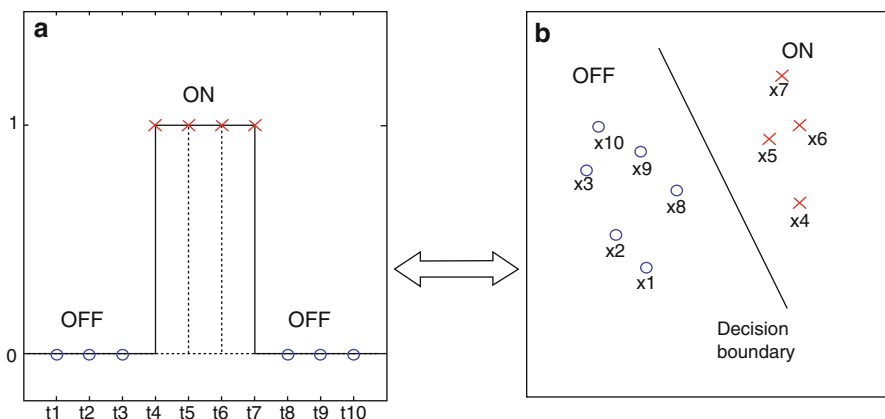 a
ON
1
OFF
OFF
0
t1 t2 t3 t4 t5 t6 t7 t8 t9 t10
b
OFF
ON
x7
x10
x6
x9
x5
x3
x8
x4
x2
x1
Decision
boundary